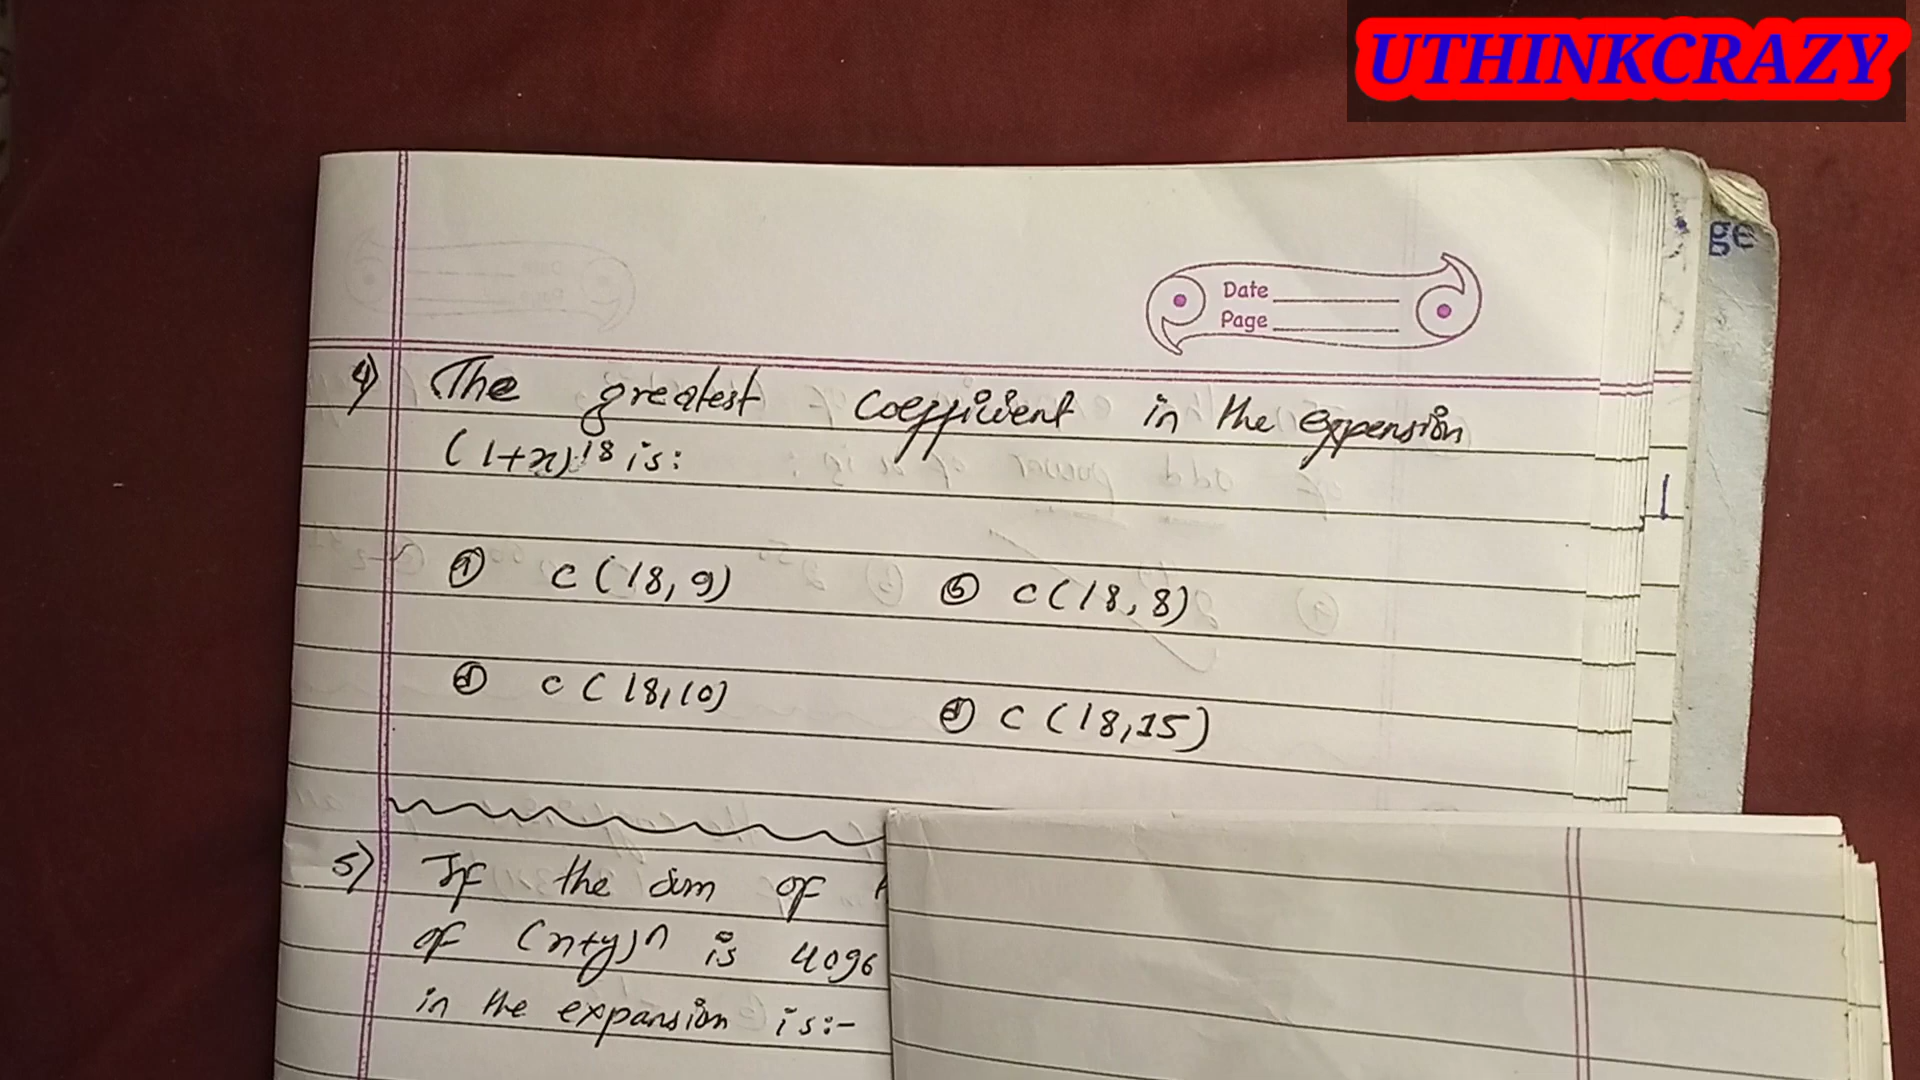 UTHINKCRAZY
ge
Date
Page
4) The greatest coefficient in the expension
(1+x)18 is:
a) C(18,9) b) C(18,8)
d) C(18,10) d) C(18,15)
5) If the sum of
of (x+y)n is 4096
in the expansion is:-